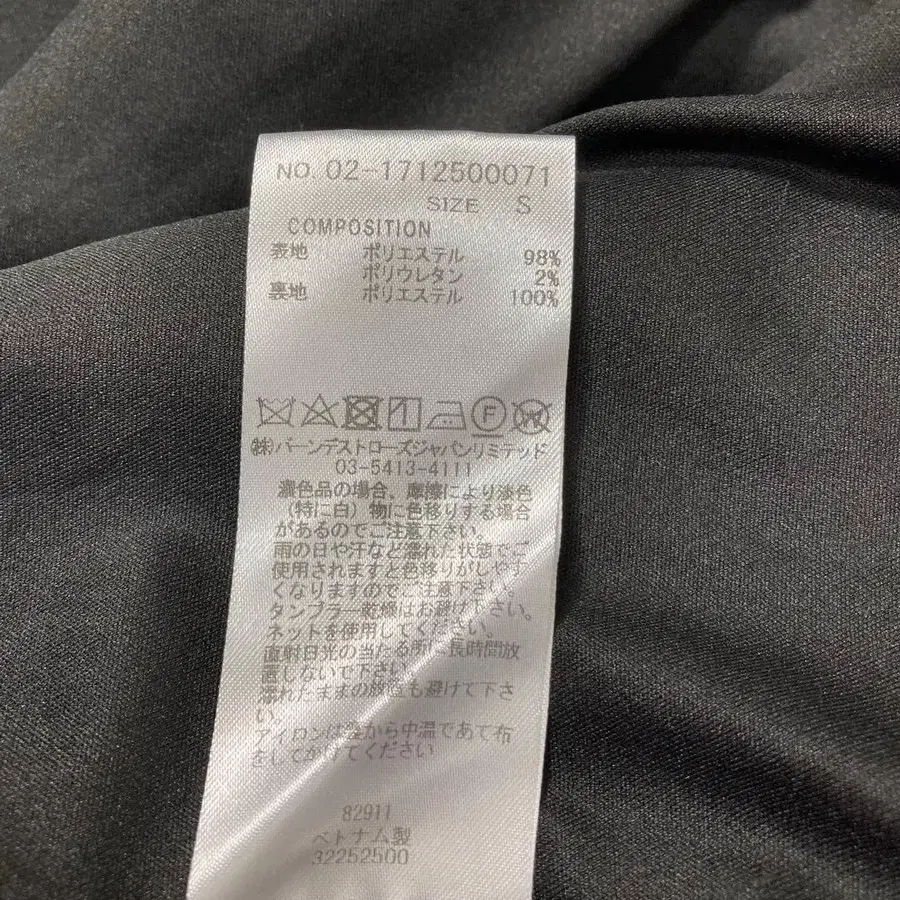 NO. 02-1712500071
SIZE S
COMPOSITION
表地 ポリエステル 98%
ポリウレタン 2%
裏地 ポリエステル 100%
F
W
(株)バーンデストローズジャパンリミテッド
03-5413-4111
濃色品の場合、摩擦により淡色
(特に白)物に色移りする場合
があるのでご注意下さい。
雨の日や汗など濡れた状態でご
使用されますと色移りがしやす
くなりますのでご注意下さい。
タンブラー乾燥はお避け下さい。
ネットを使用してください。
直射日光の当たる所に長時間放
置しないで下さい。
濡れたままの放置も避けて下さ
い。
アイロンは裏から中温であて布
をしてかけてください
82911
ベトナム製
32252500